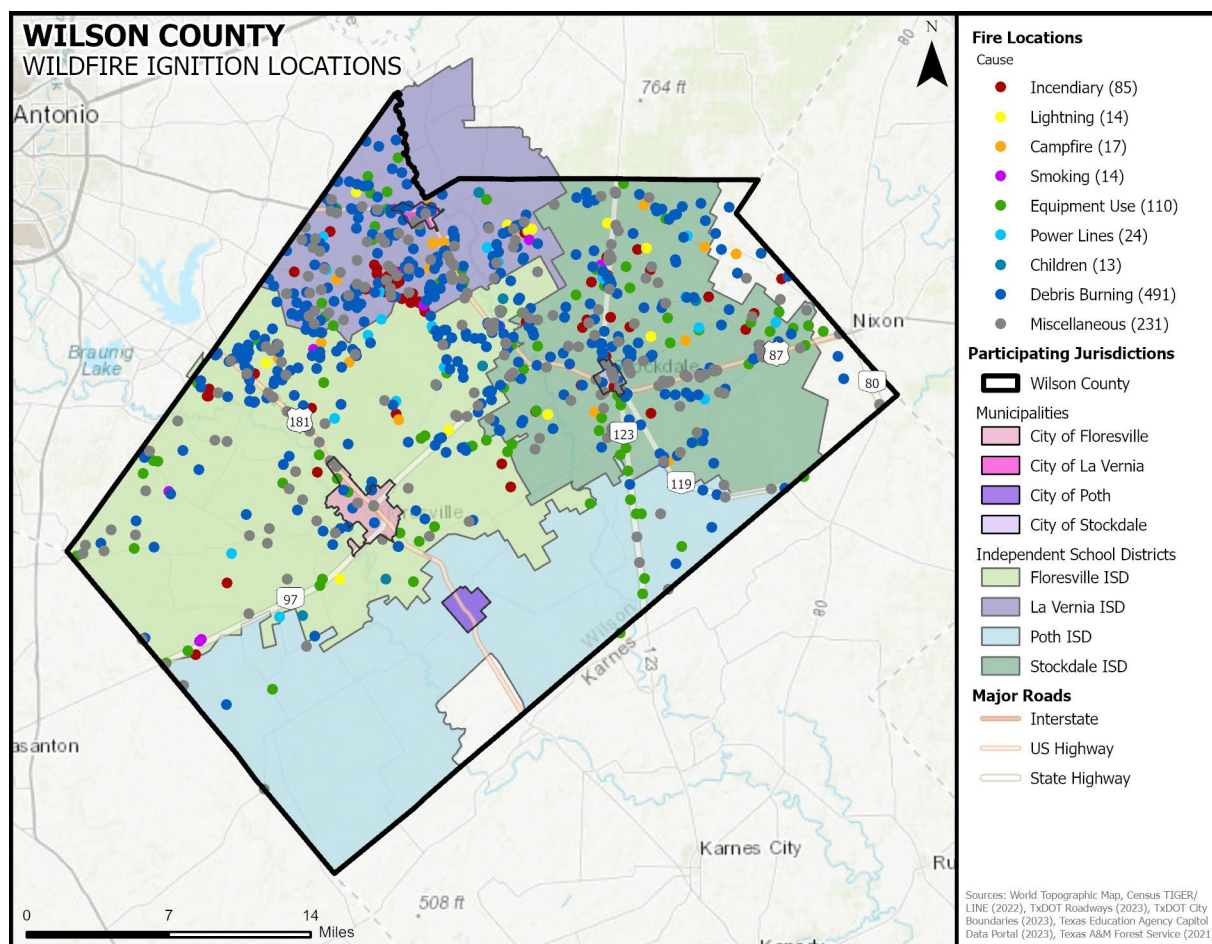 WILSON COUNTY
WILDFIRE IGNITION LOCATIONS
N
80
764 ft
Antonio
Braunig
Lake
Nixon
87
80
181
123
119
97
Wilson
Karnes
123
80
asanton
Karnes City
Ru
508 ft
0 7 14
Miles
Fire Locations
Cause
Incendiary (85)
Lightning (14)
Campfire (17)
Smoking (14)
Equipment Use (110)
Power Lines (24)
Children (13)
Debris Burning (491)
Miscellaneous (231)
Participating Jurisdictions
Wilson County
Municipalities
City of Floresville
City of La Vernia
City of Poth
City of Stockdale
Independent School Districts
Floresville ISD
La Vernia ISD
Poth ISD
Stockdale ISD
Major Roads
Interstate
US Highway
State Highway
Sources: World Topographic Map, Census TIGER/
LINE (2022), TxDOT Roadways (2023), TxDOT City
Boundaries (2023), Texas Education Agency Capitol
Data Portal (2023), Texas A&M Forest Service (2021